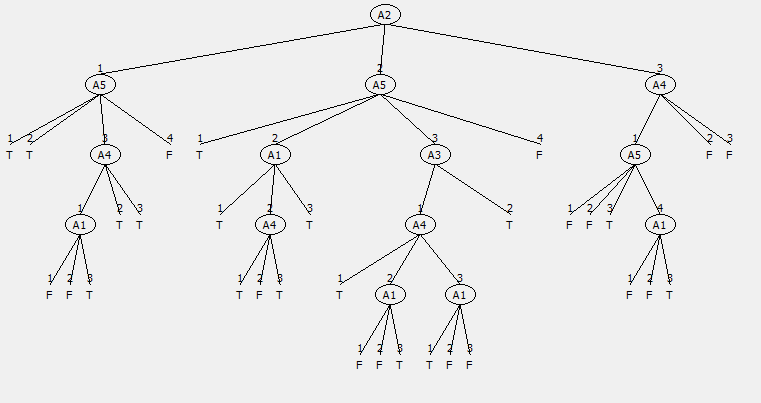 A2
1 2 3
A5 A5 A4
1 2 3 4 1 2 3 4 1 2 3
T T A4 F T A1 A3 F A5 F F
1 2 3 1 2 3 1 2 1 2 3 4
A1 T T T A4 T A4 T F F T A1
1 2 3 1 2 3 1 2 3 1 2 3
F F T T F T T A1 A1 F F T
1 2 3 1 2 3
F F T T F F